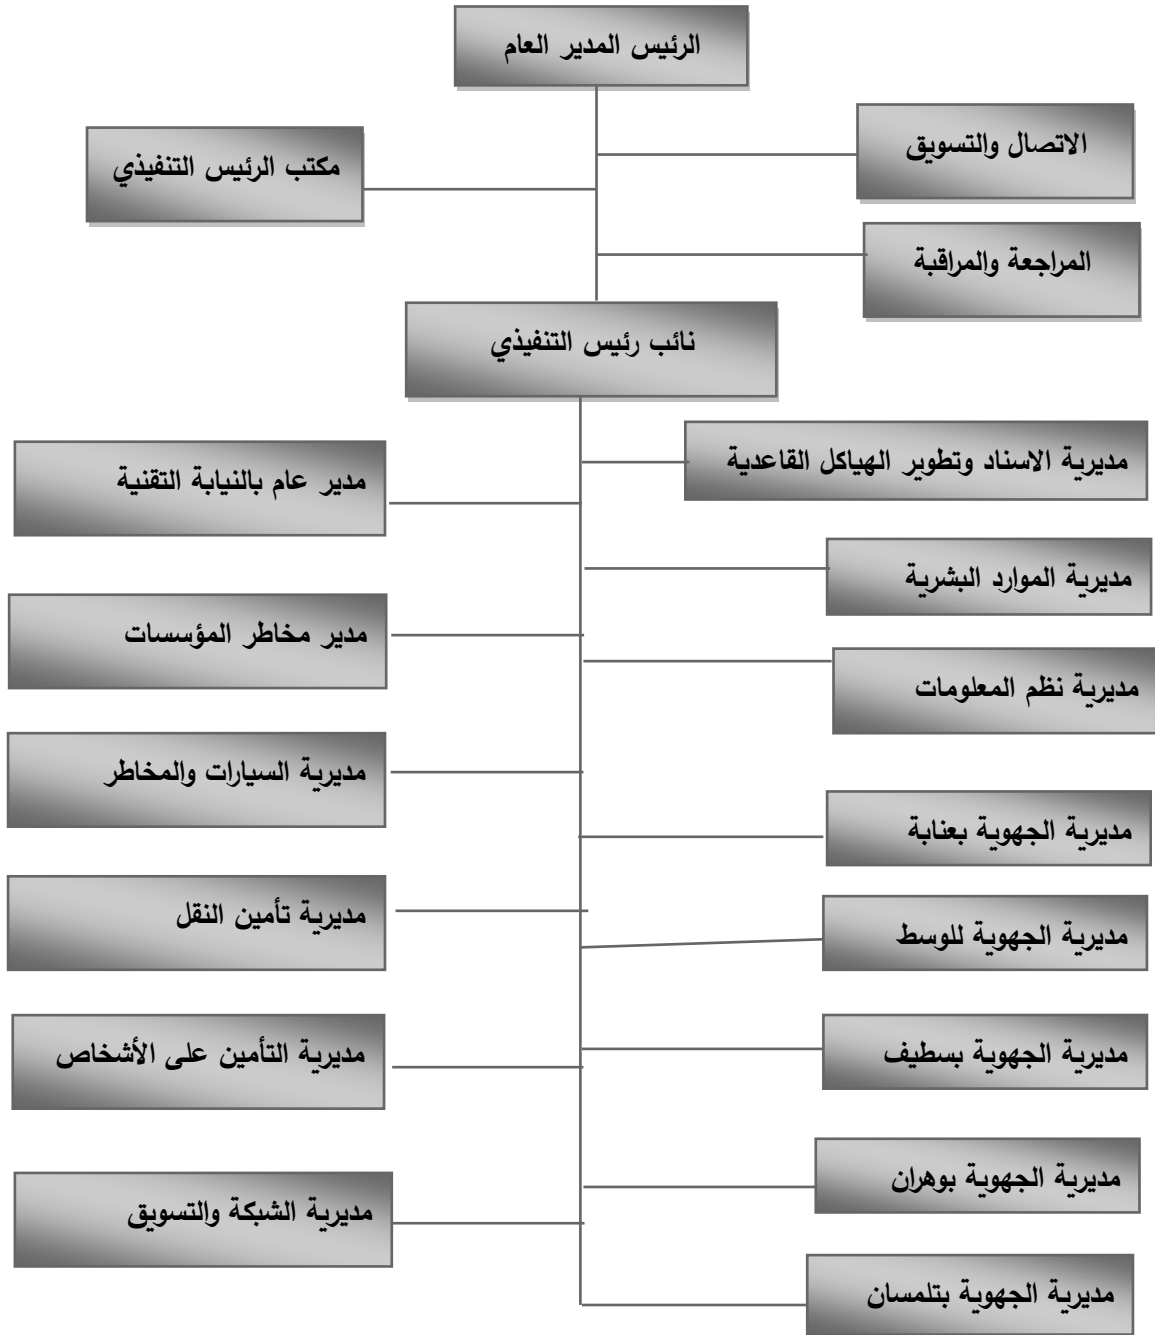 الرئيس المدير العام
الاتصال والتسويق
مكتب الرئيس التنفيذي
المراجعة والمراقبة
نائب رئيس التنفيذي
مديرية الاسناد وتطوير الهياكل القاعدية
مدير عام بالنيابة التقنية
مديرية الموارد البشرية
مدير مخاطر المؤسسات
مديرية نظم المعلومات
مديرية السيارات والمخاطر
مديرية الجهوية بعنابة
مديرية تأمين النقل
مديرية الجهوية للوسط
مديرية التأمين على الأشخاص
مديرية الجهوية بسطيف
مديرية الجهوية بوهران
مديرية الشبكة والتسويق
مديرية الجهوية بتلمسان